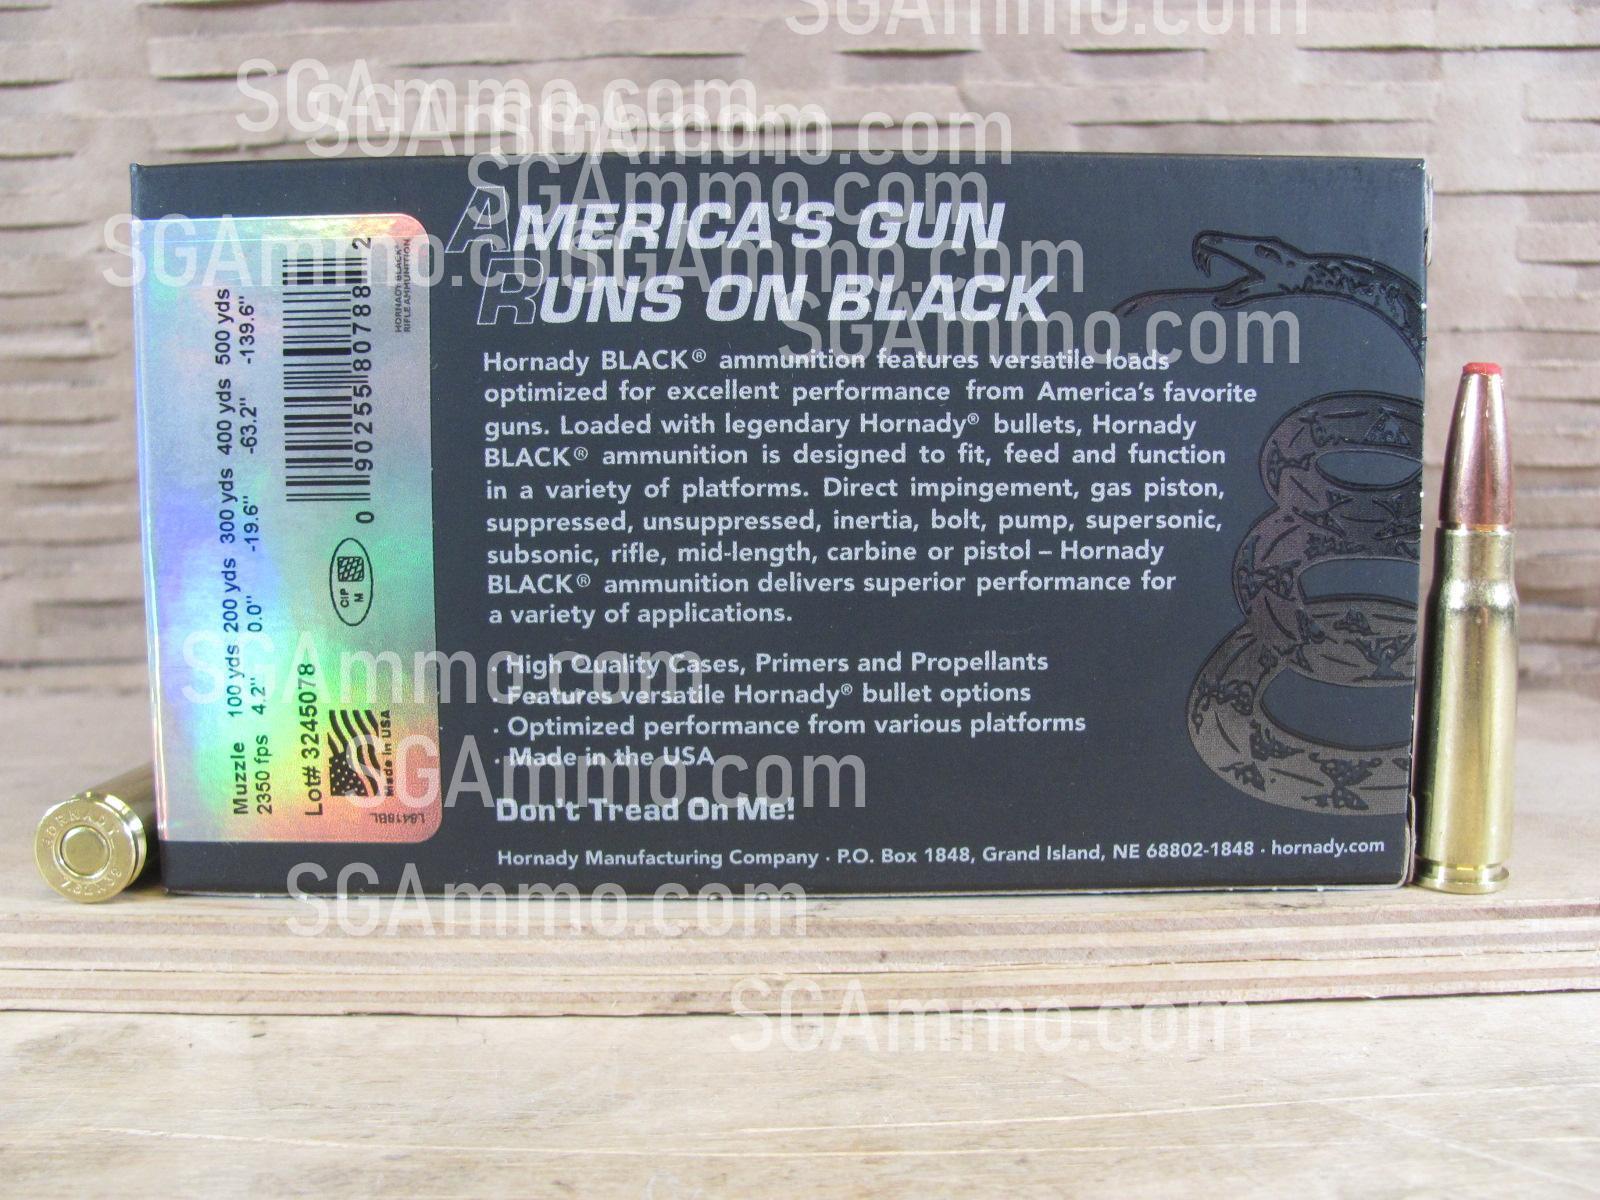 SGAmmo.com
SGAmmo.com
SGAmmo.com
SGAmmo.com
SGAmmo.com
SGAmmo.com
SGAmmo.com
SGAmmo.com
SGAmmo.com
SGAmmo.com
SGAmmo.com
SGAmmo.com
AMERICA'S GUN
RUNS ON BLACK
Hornady BLACK® ammunition features versatile loads
optimized for excellent performance from America's favorite
guns. Loaded with legendary Hornady® bullets, Hornady
BLACK® ammunition is designed to fit, feed and function
in a variety of platforms. Direct impingement, gas piston,
suppressed, unsuppressed, inertia, bolt, pump, supersonic,
subsonic, rifle, mid-length, carbine or pistol – Hornady
BLACK® ammunition delivers superior performance for
a variety of applications.
· High Quality Cases, Primers and Propellants
· Features versatile Hornady® bullet options
· Optimized performance from various platforms
· Made in the USA
Don't Tread On Me!
Hornady Manufacturing Company · P.O. Box 1848, Grand Island, NE 68802-1848 · hornady.com
Muzzle 100 yds 200 yds 300 yds 400 yds 500 yds
2350 fps 4.2" 0.0" -19.6" -63.2" -139.6"
Lot# 3245078
Made in USA
CIP
M
0 90255 80788 2
HORNADY BLACK®
RIFLE AMMUNITION
L8418BL
HORNADY
7.62X39